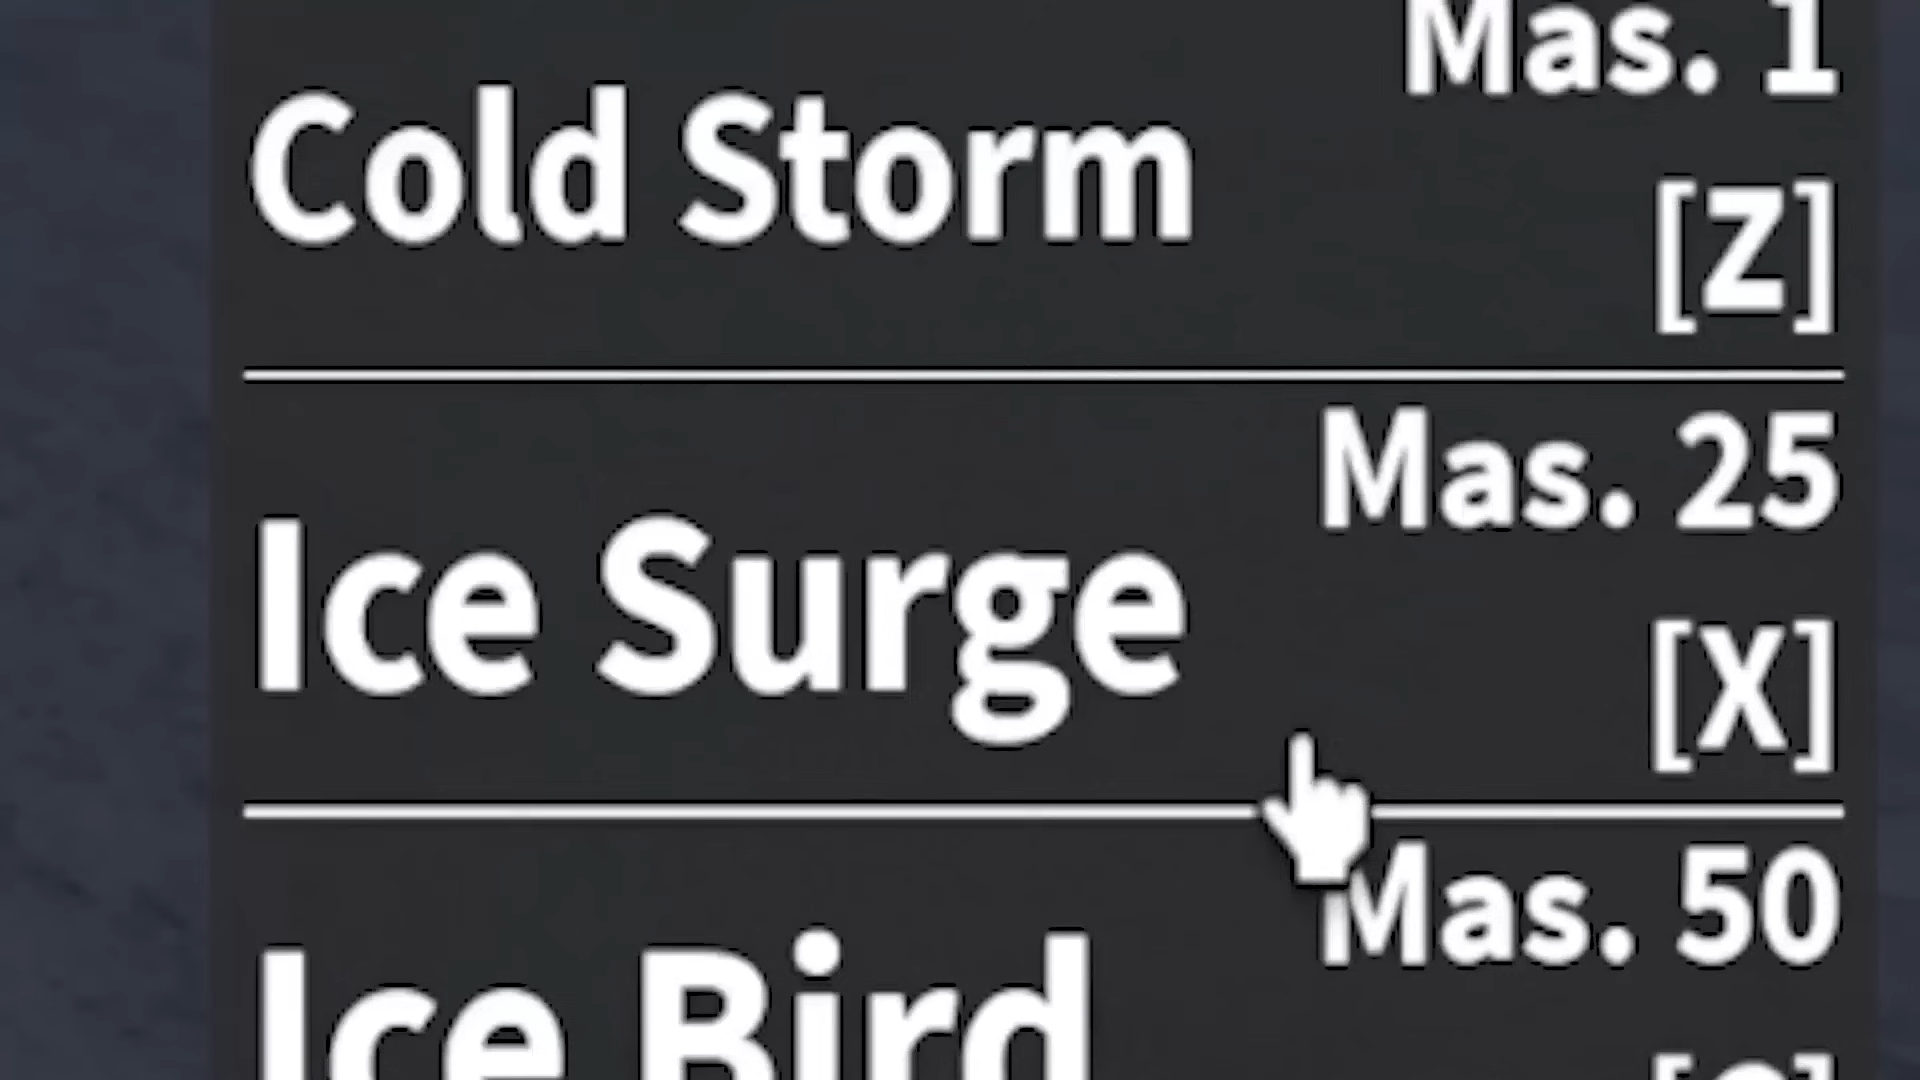 Mas. 1
Cold Storm
[Z]
Mas. 25
Ice Surge
[X]
Mas. 50
Ice Bird